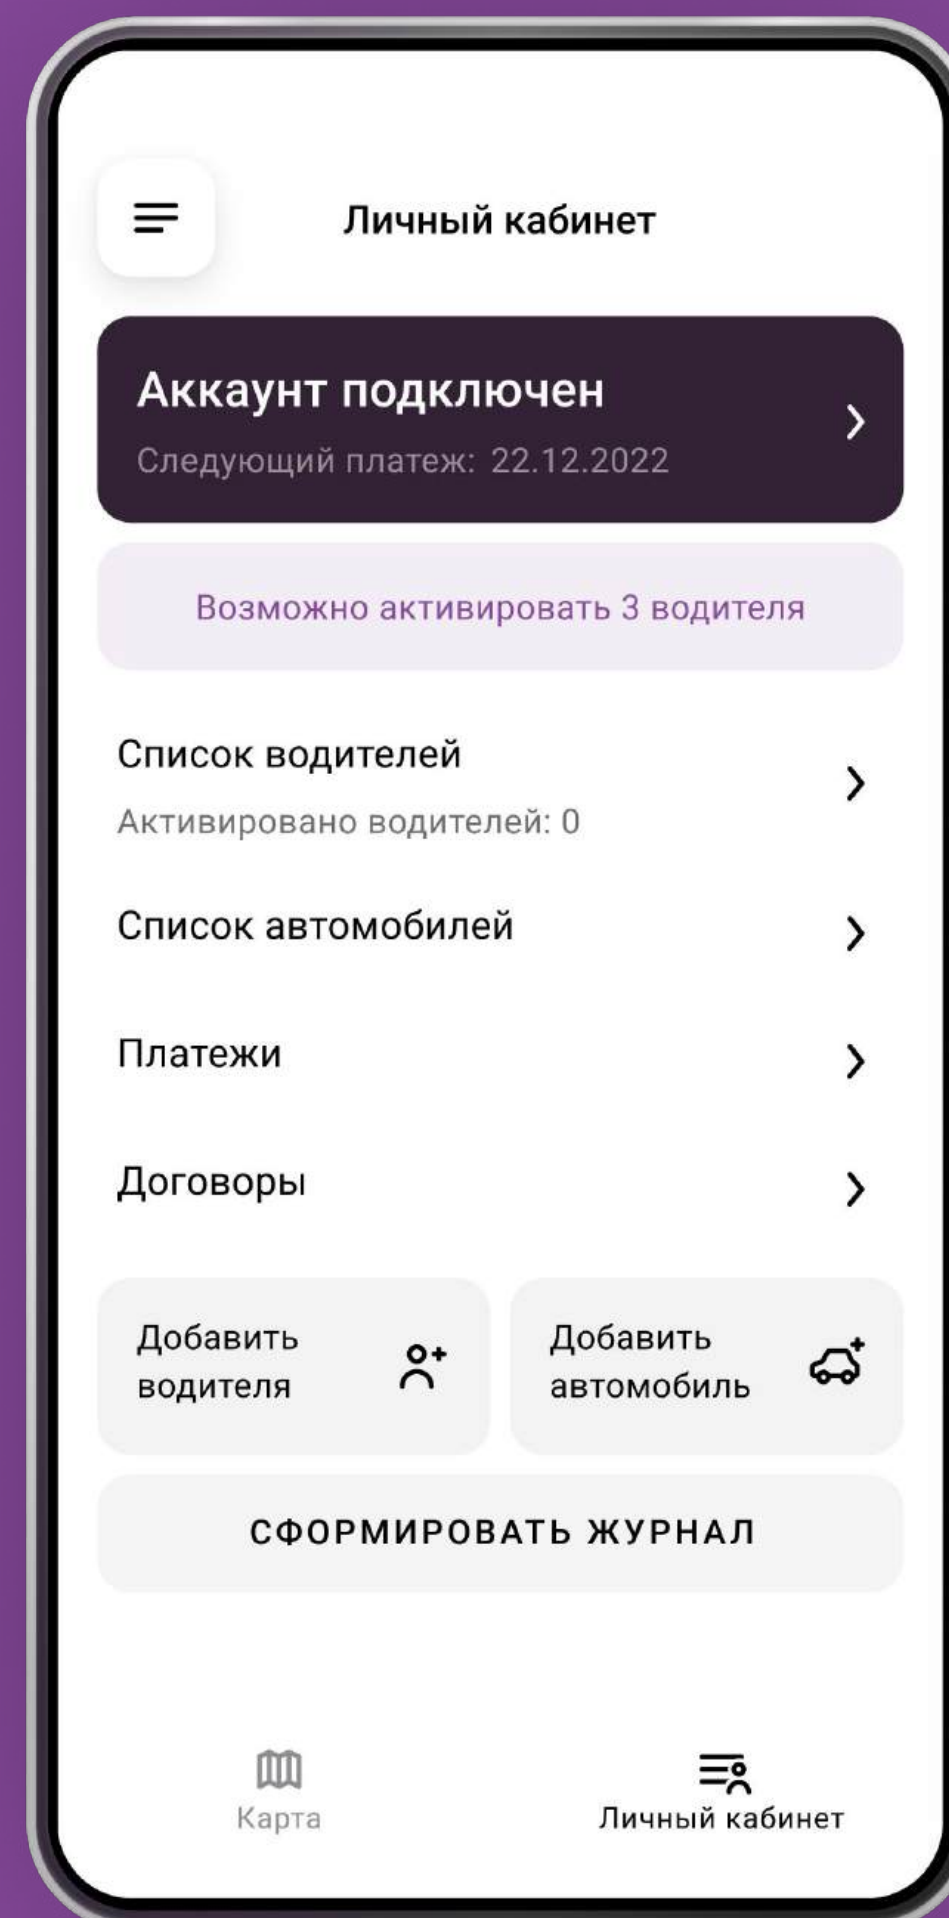 Личный кабинет
Аккаунт подключен
Следующий платеж: 22.12.2022
Возможно активировать 3 водителя
Список водителей
Активировано водителей: 0
Список автомобилей
Платежи
Договоры
Добавить
водителя
Добавить
автомобиль
СФОРМИРОВАТЬ ЖУРНАЛ
Карта
Личный кабинет